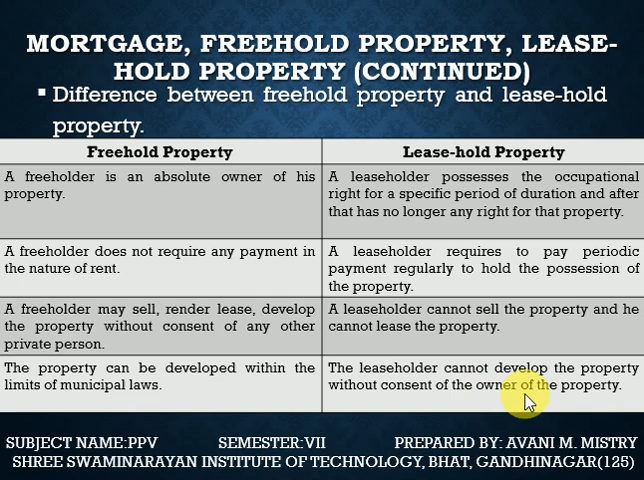 MORTGAGE, FREEHOLD PROPERTY, LEASE-
HOLD PROPERTY (CONTINUED)
▪ Difference between freehold property and lease-hold
property.
Freehold Property
Lease-hold Property
A freeholder is an absolute owner of his
property.
A leaseholder possesses the occupational
right for a specific period of duration and after
that has no longer any right for that property.
A freeholder does not require any payment in
the nature of rent.
A leaseholder requires to pay periodic
payment regularly to hold the possession of
the property.
A freeholder may sell, render lease, develop
the property without consent of any other
private person.
A leaseholder cannot sell the property and he
cannot lease the property.
The property can be developed within the
limits of municipal laws.
The leaseholder cannot develop the property
without consent of the owner of the property.
SUBJECT NAME:PPV SEMESTER:VII PREPARED BY: AVANI M. MISTRY
SHREE SWAMINARAYAN INSTITUTE OF TECHNOLOGY, BHAT, GANDHINAGAR(125)